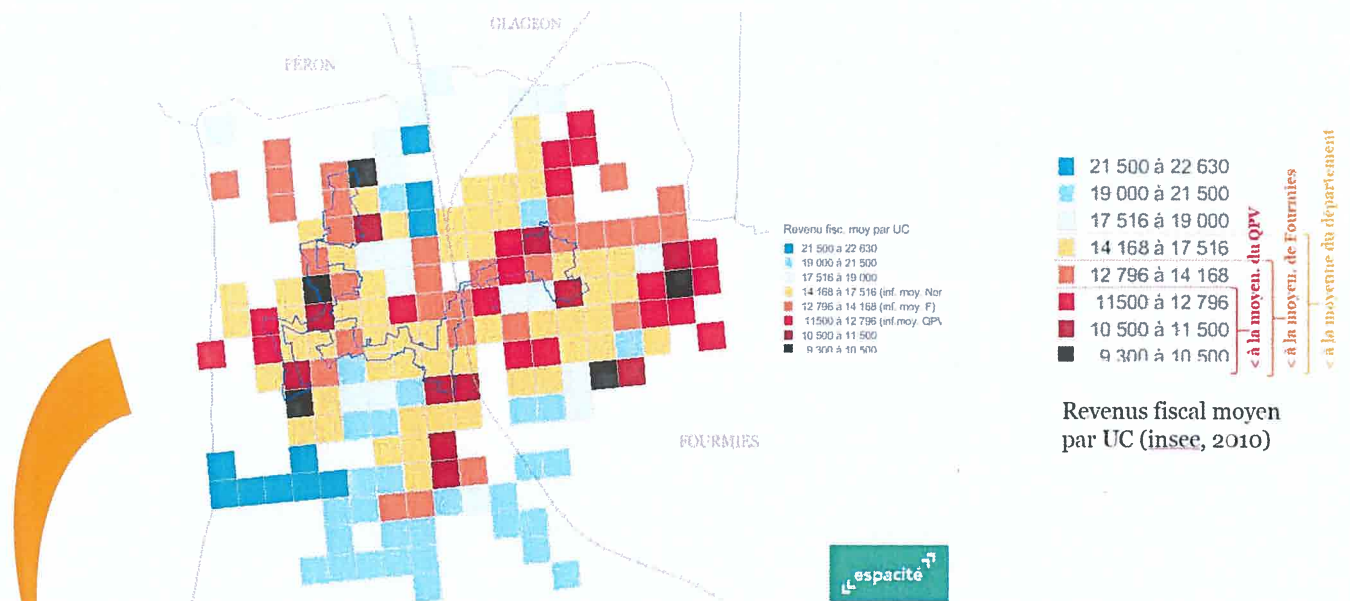 GLAGEON
FÉRON
FOURMIES
Revenu fisc. moy par UC
21 500 à 22 630
19 000 à 21 500
17 516 à 19 000
14 168 à 17 516 (inf. moy. Nor
12 796 à 14 168 (inf. moy. F)
11500 à 12 796 (inf.moy. QPV
10 500 à 11 500
9 300 à 10 500
espacité
21 500 à 22 630
19 000 à 21 500
17 516 à 19 000
14 168 à 17 516
12 796 à 14 168
11500 à 12 796
10 500 à 11 500
9 300 à 10 500
< à la moyen. du QPV
< à la moyen. de Fourmies
< à la moyenne du département
Revenus fiscal moyen
par UC (insee, 2010)